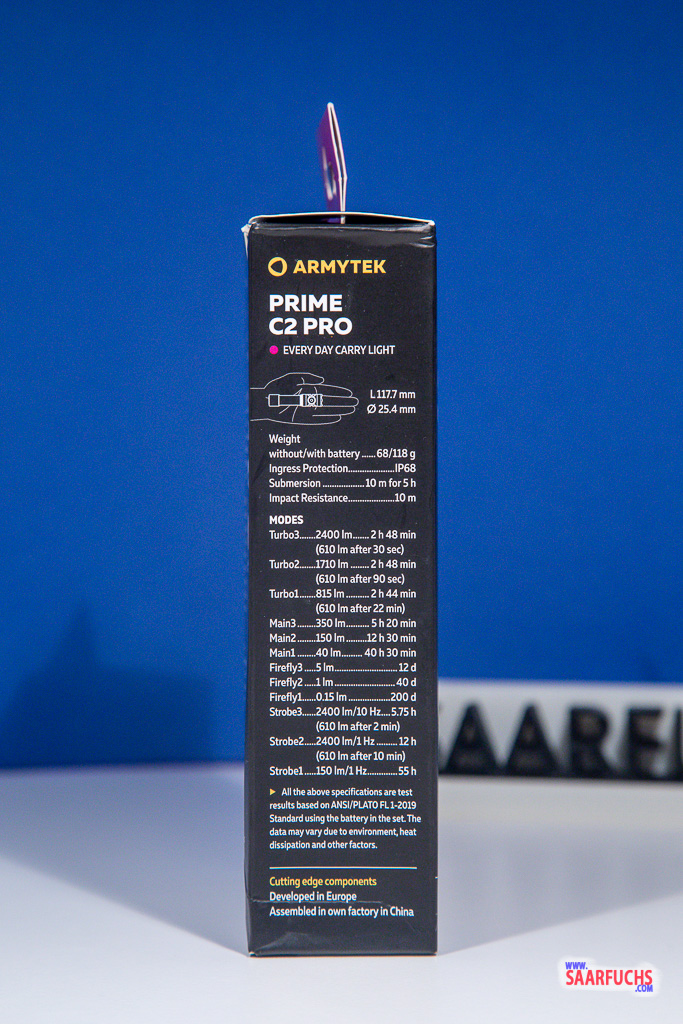 ARMYTEK
PRIME
C2 PRO
EVERY DAY CARRY LIGHT
L 117.7 mm
Ø 25.4 mm
Weight
without/with battery ...... 68/118 g
Ingress Protection....................IP68
Submersion .................. 10 m for 5 h
Impact Resistance....................10 m
MODES
Turbo3......2400 lm........ 2 h 48 min
(610 lm after 30 sec)
Turbo2......1710 lm........ 2 h 48 min
(610 lm after 90 sec)
Turbo1......815 lm .......... 2 h 44 min
(610 lm after 22 min)
Main3 .......350 lm.......... 5 h 20 min
Main2 .......150 lm .........12 h 30 min
Main1 .......40 lm......... 40 h 30 min
Firefly3 .....5 lm............................ 12 d
Firefly2 .....1 lm............................ 40 d
Firefly1......0.15 lm ..................200 d
Strobe3.....2400 lm/10 Hz.... 5.75 h
(610 lm after 2 min)
Strobe2.....2400 lm/1 Hz ......... 12 h
(610 lm after 10 min)
Strobe1 .....150 lm/1 Hz............. 55 h
► All the above specifications are test
results based on ANSI/PLATO FL 1-2019
Standard using the battery in the set. The
data may vary due to environment, heat
dissipation and other factors.
Cutting edge components
Developed in Europe
Assembled in own factory in China
WWW.
SAARFUCHS
.COM